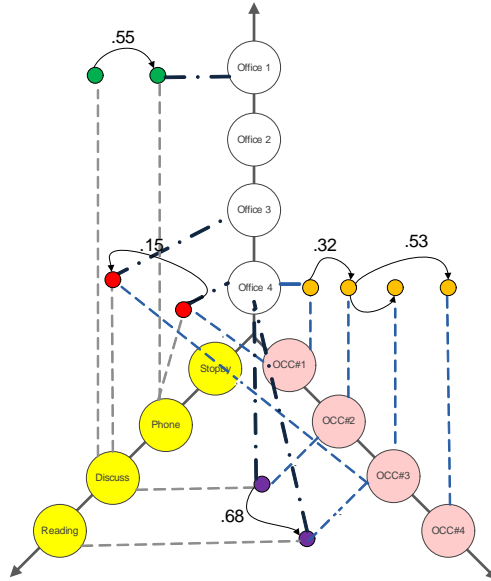 .55
Office 1
Office 2
Office 3
.15
.32
.53
Office 4
Stopby
OCC#1
Phone
OCC#2
Discuss
OCC#3
.68
Reading
OCC#4